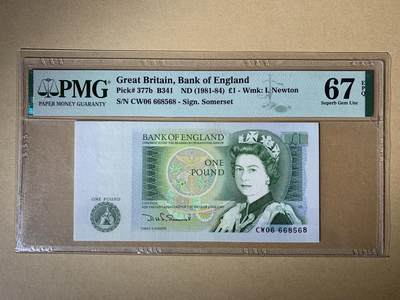 PMG
PAPER MONEY GUARANTY
Great Britain, Bank of England
Pick# 377b B341 ND (1981-84) £1 - Wmk: I. Newton
S/N CW06 668568 - Sign. Somerset
67 EPQ
Superb Gem Unc
BANK OF ENGLAND
£1
ONE
POUND
ONE POUND
CW06 668568